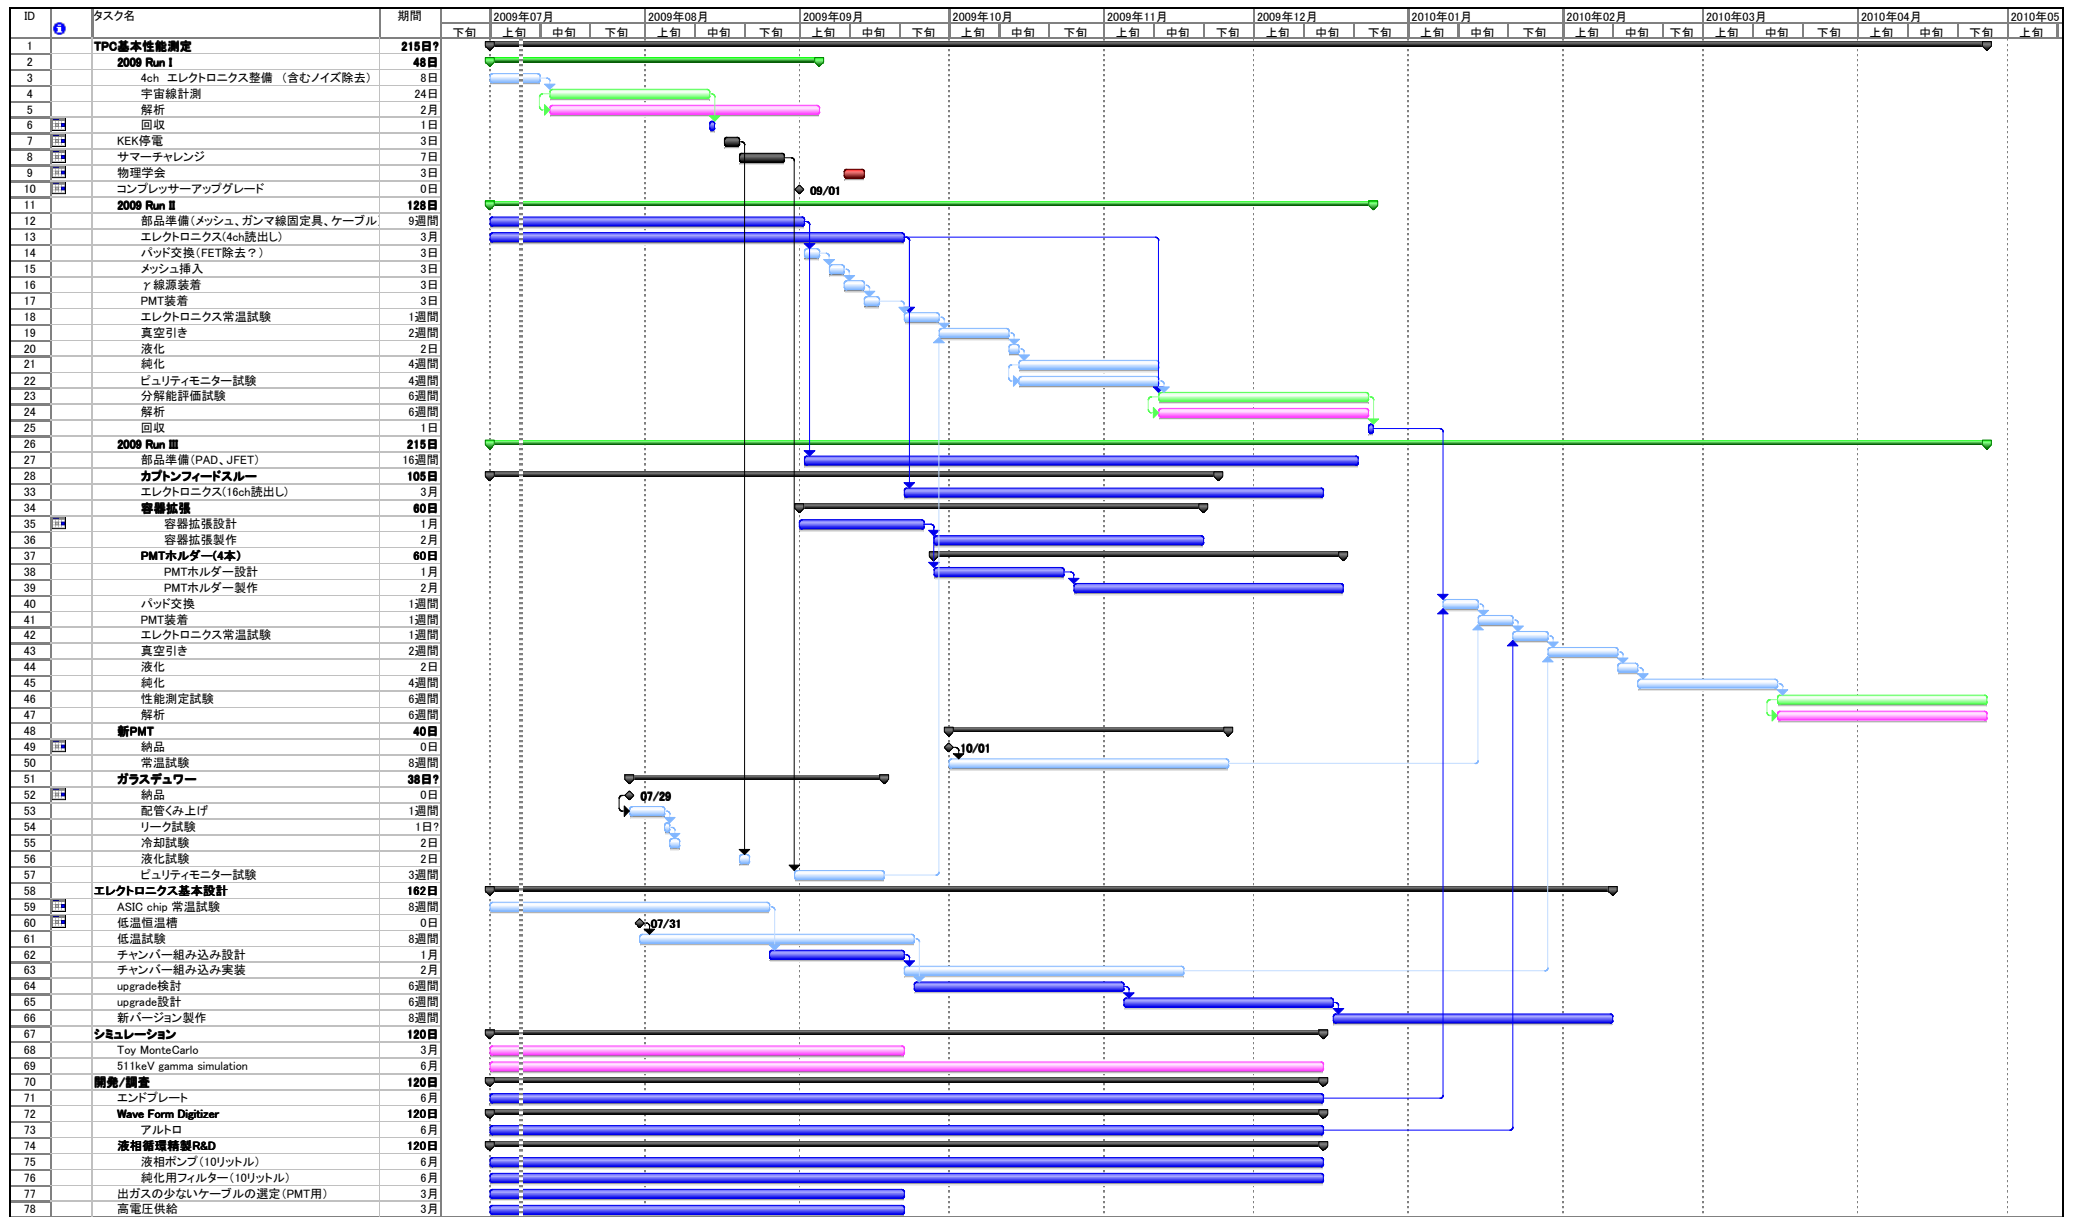 ID タスク名 期間 2009年07月 2009年08月 2009年09月 2009年10月 2009年11月 2009年12月 2010年01月 2010年02月 2010年03月 2010年04月 2010年05
下旬 上旬 中旬 下旬 上旬 中旬 下旬 上旬 中旬 下旬 上旬 中旬 下旬 上旬 中旬 下旬 上旬 中旬 下旬 上旬 中旬 下旬 上旬 中旬 下旬 上旬 中旬 下旬 上旬 中旬 下旬 上旬
1 TPC基本性能測定 215日?
2 2009 Run Ⅰ 48日
3 4ch エレクトロニクス整備 (含むノイズ除去) 8日
4 宇宙線計測 24日
5 解析 2月
6 回収 1日
7 KEK停電 3日
8 サマーチャレンジ 7日
9 物理学会 3日
10 コンプレッサーアップグレード 0日 09/01
11 2009 Run Ⅱ 128日
12 部品準備(メッシュ、ガンマ線固定具、ケーブル 9週間
13 エレクトロニクス(4ch読出し) 3月
14 パッド交換(FET除去?) 3日
15 メッシュ挿入 3日
16 γ線源装着 3日
17 PMT装着 3日
18 エレクトロニクス常温試験 1週間
19 真空引き 2週間
20 液化 2日
21 純化 4週間
22 ピュリティモニター試験 4週間
23 分解能評価試験 6週間
24 解析 6週間
25 回収 1日
26 2009 Run Ⅲ 215日
27 部品準備(PAD、JFET) 16週間
28 カプトンフィードスルー 105日
33 エレクトロニクス(16ch読出し) 3月
34 容器拡張 60日
35 容器拡張設計 1月
36 容器拡張製作 2月
37 PMTホルダー(4本) 60日
38 PMTホルダー設計 1月
39 PMTホルダー製作 2月
40 パッド交換 1週間
41 PMT装着 1週間
42 エレクトロニクス常温試験 1週間
43 真空引き 2週間
44 液化 2日
45 純化 4週間
46 性能測定試験 6週間
47 解析 6週間
48 新PMT 40日
49 納品 0日 10/01
50 常温試験 8週間
51 ガラスデュワー 38日?
52 納品 0日 07/29
53 配管くみ上げ 1週間
54 リーク試験 1日?
55 冷却試験 2日
56 液化試験 2日
57 ピュリティモニター試験 3週間
58 エレクトロニクス基本設計 162日
59 ASIC chip 常温試験 8週間
60 低温恒温槽 0日 07/31
61 低温試験 8週間
62 チャンバー組み込み設計 1月
63 チャンバー組み込み実装 2月
64 upgrade検討 6週間
65 upgrade設計 6週間
66 新バージョン製作 8週間
67 シミュレーション 120日
68 Toy MonteCarlo 3月
69 511keV gamma simulation 6月
70 開発/調査 120日
71 エンドプレート 6月
72 Wave Form Digitizer 120日
73 アルトロ 6月
74 液相循環精製R&D 120日
75 液相ポンプ(10リットル) 6月
76 純化用フィルター(10リットル) 6月
77 出ガスの少ないケーブルの選定(PMT用) 3月
78 高電圧供給 3月